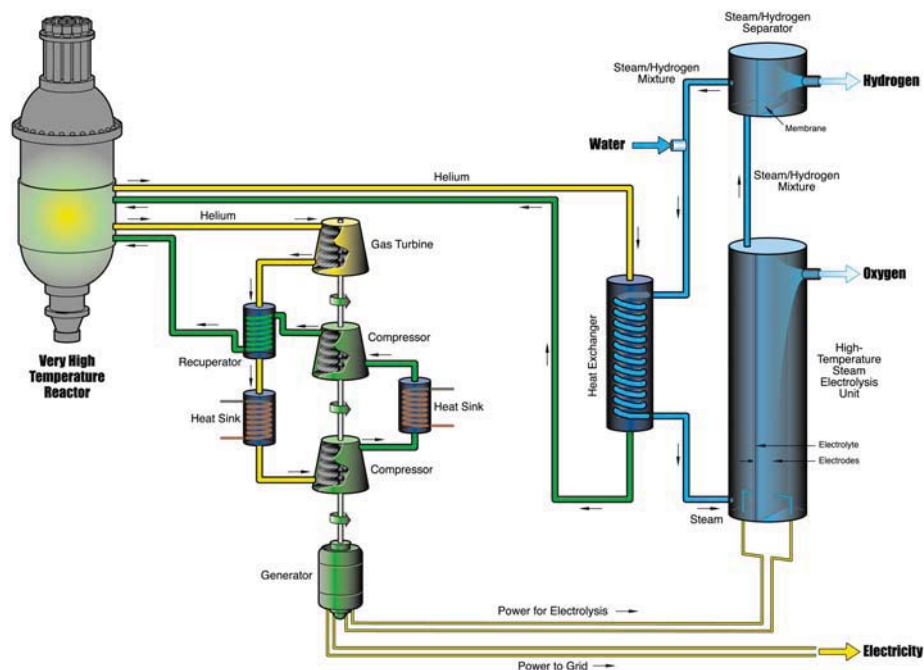 Steam/Hydrogen
Separator
Steam/Hydrogen
Mixture
Hydrogen
Membrane
Water
Steam/Hydrogen
Mixture
Helium
Helium
Gas Turbine
Oxygen
Compressor
Recuperator
Very High
Temperature
Reactor
Heat Exchanger
High-
Temperature
Steam
Electrolysis
Unit
Heat Sink
Heat Sink
Electrolyte
Electrodes
Compressor
Steam
Generator
Power for Electrolysis
Electricity
Power to Grid